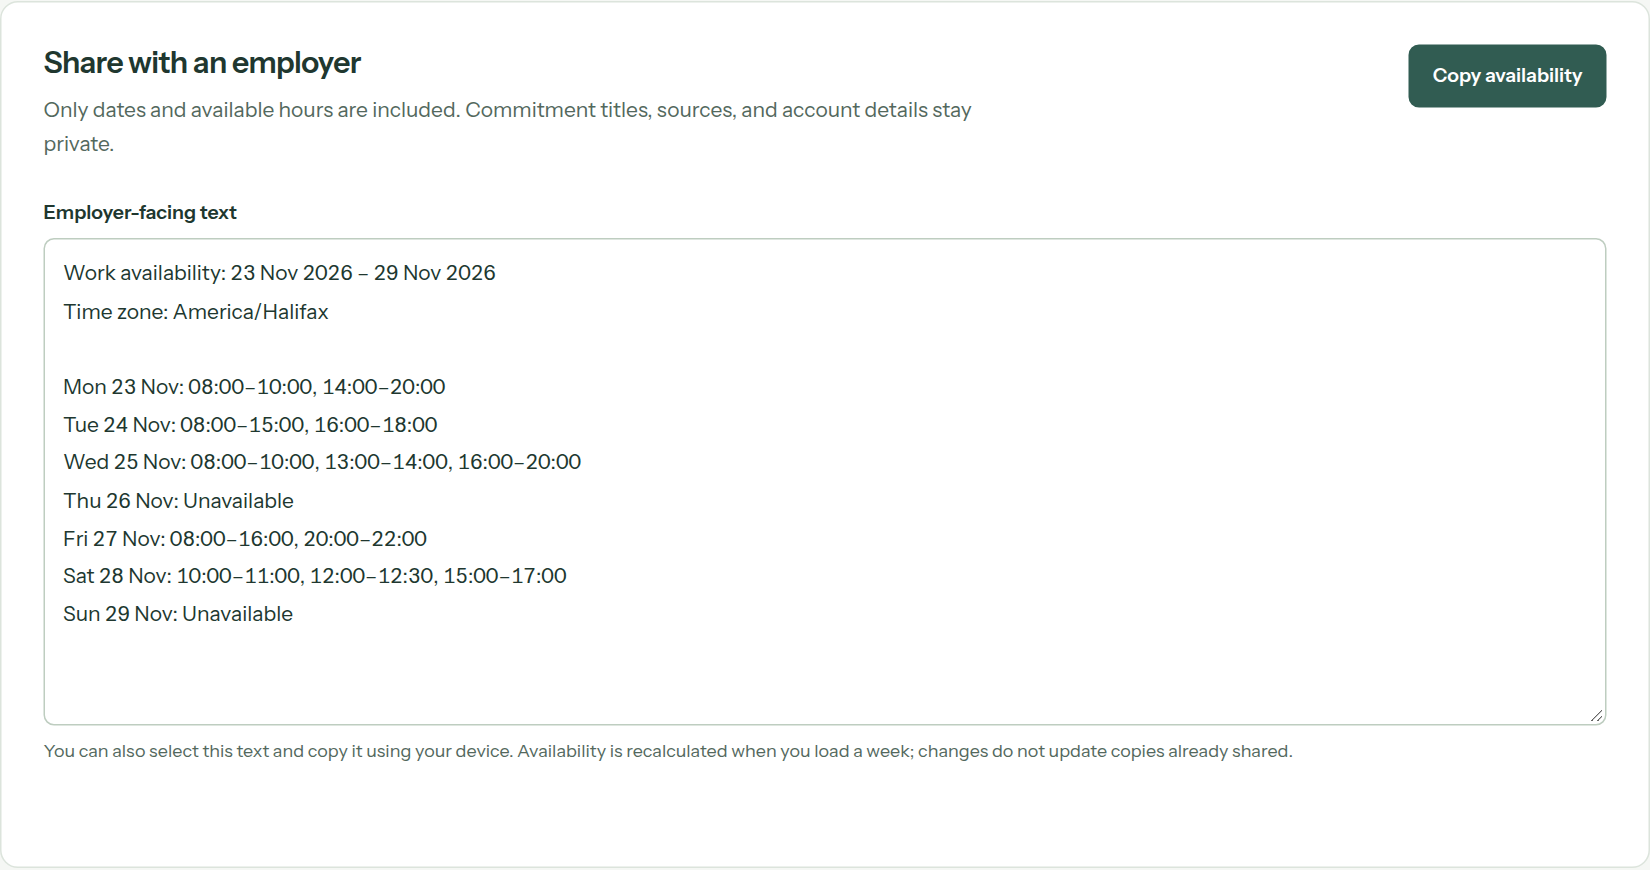 Share with an employer
Copy availability
Only dates and available hours are included. Commitment titles, sources, and account details stay
private.
Employer-facing text
Work availability: 23 Nov 2026 – 29 Nov 2026
Time zone: America/Halifax
Mon 23 Nov: 08:00–10:00, 14:00–20:00
Tue 24 Nov: 08:00–15:00, 16:00–18:00
Wed 25 Nov: 08:00–10:00, 13:00–14:00, 16:00–20:00
Thu 26 Nov: Unavailable
Fri 27 Nov: 08:00–16:00, 20:00–22:00
Sat 28 Nov: 10:00–11:00, 12:00–12:30, 15:00–17:00
Sun 29 Nov: Unavailable
You can also select this text and copy it using your device. Availability is recalculated when you load a week; changes do not update copies already shared.